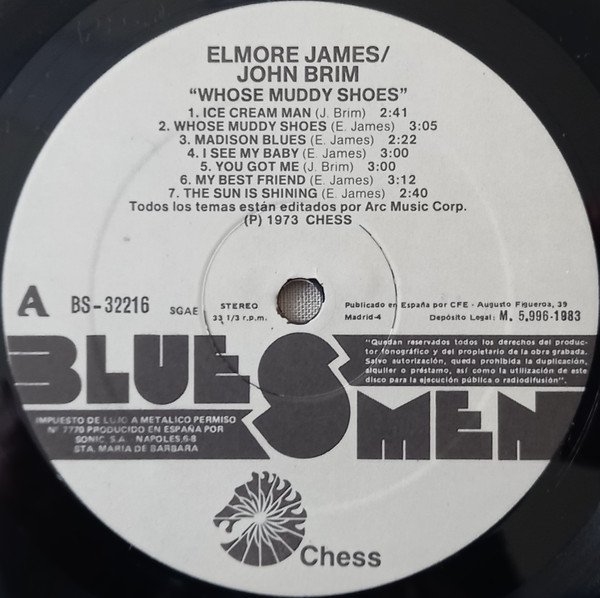 ELMORE JAMES/
JOHN BRIM
“WHOSE MUDDY SHOES”
1. ICE CREAM MAN (J. Brim) 2:41
2. WHOSE MUDDY SHOES (E. James) 3:05
3. MADISON BLUES (E. James) 2:22
4. I SEE MY BABY (E. James) 3:00
5. YOU GOT ME (J. Brim) 3:00
6. MY BEST FRIEND (E. James) 3:12
7. THE SUN IS SHINING (E. James) 2:40
Todos los temas están editados por Arc Music Corp.
(P) 1973 CHESS
A BS-32216 SGAE
STEREO
33 1/3 r.p.m.
Publicado en España por CFE - Augusto Figueroa, 39
Madrid-4 Depósito Legal: M. 5.996-1983
BLUES MEN
"Quedan reservados todos los derechos del produc-
tor fonográfico y del propietario de la obra grabada.
Salvo autorización, queda prohibida la duplicación,
alquiler o préstamo, así como la utilización de este
disco para la ejecución pública o radiodifusión".
IMPUESTO DE LUJO A METALICO PERMISO
Nº 7770 PRODUCIDO EN ESPAÑA POR
SONIC, S.A. NAPOLES,6-8
STA. MARIA DE BARBARA
Chess